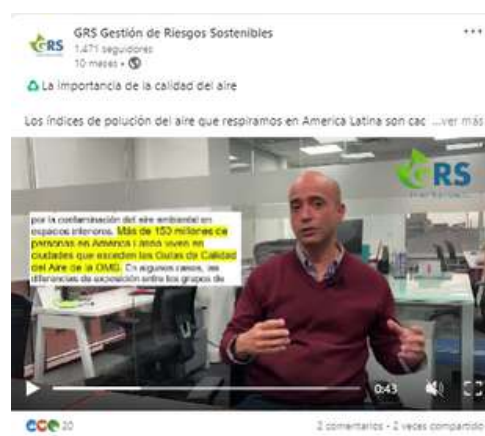 GRS
GRS Gestión de Riesgos Sostenibles
1.471 seguidores
10 meses
La importancia de la calidad del aire
Los índices de polución del aire que respiramos en America Latina son cac ...ver más
GRS
por la contaminación del aire ambiental en
espacios interiores. Más de 150 millones de
personas en América Latina viven en
ciudades que exceden las Guías de Calidad
del Aire de la OMS. En algunos casos, las
diferencias de exposición entre los grupos de
0:43
20
2 comentarios • 2 veces compartido